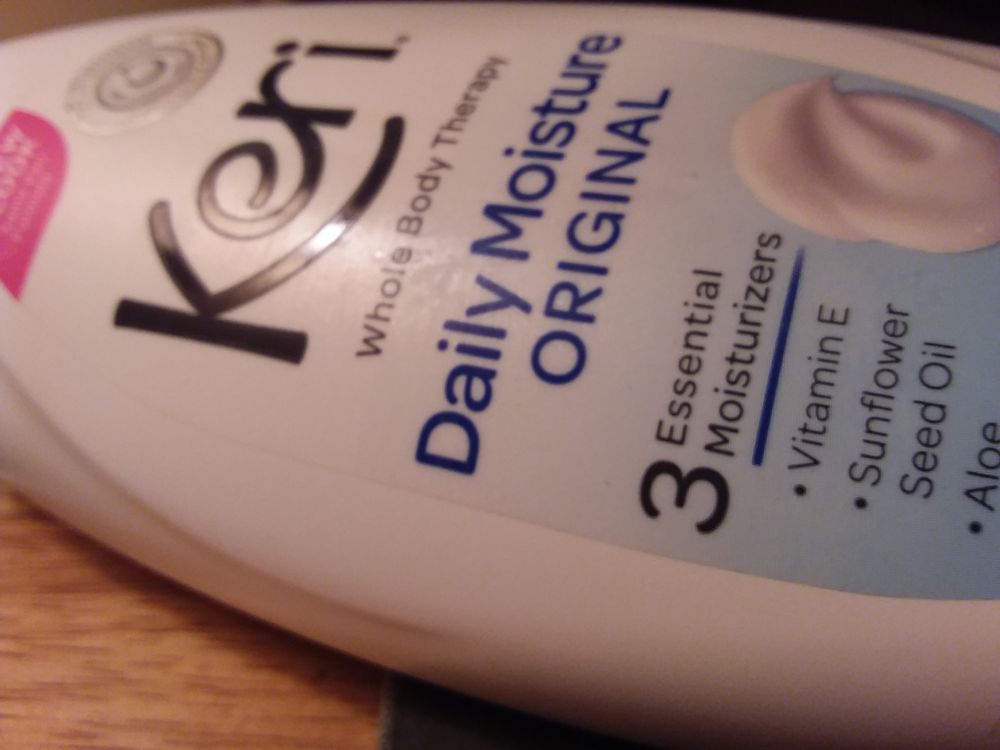 Keri
Whole Body Therapy
Daily Moisture
ORIGINAL
3 Essential
Moisturizers
• Vitamin E
• Sunflower
Seed Oil
• Aloe